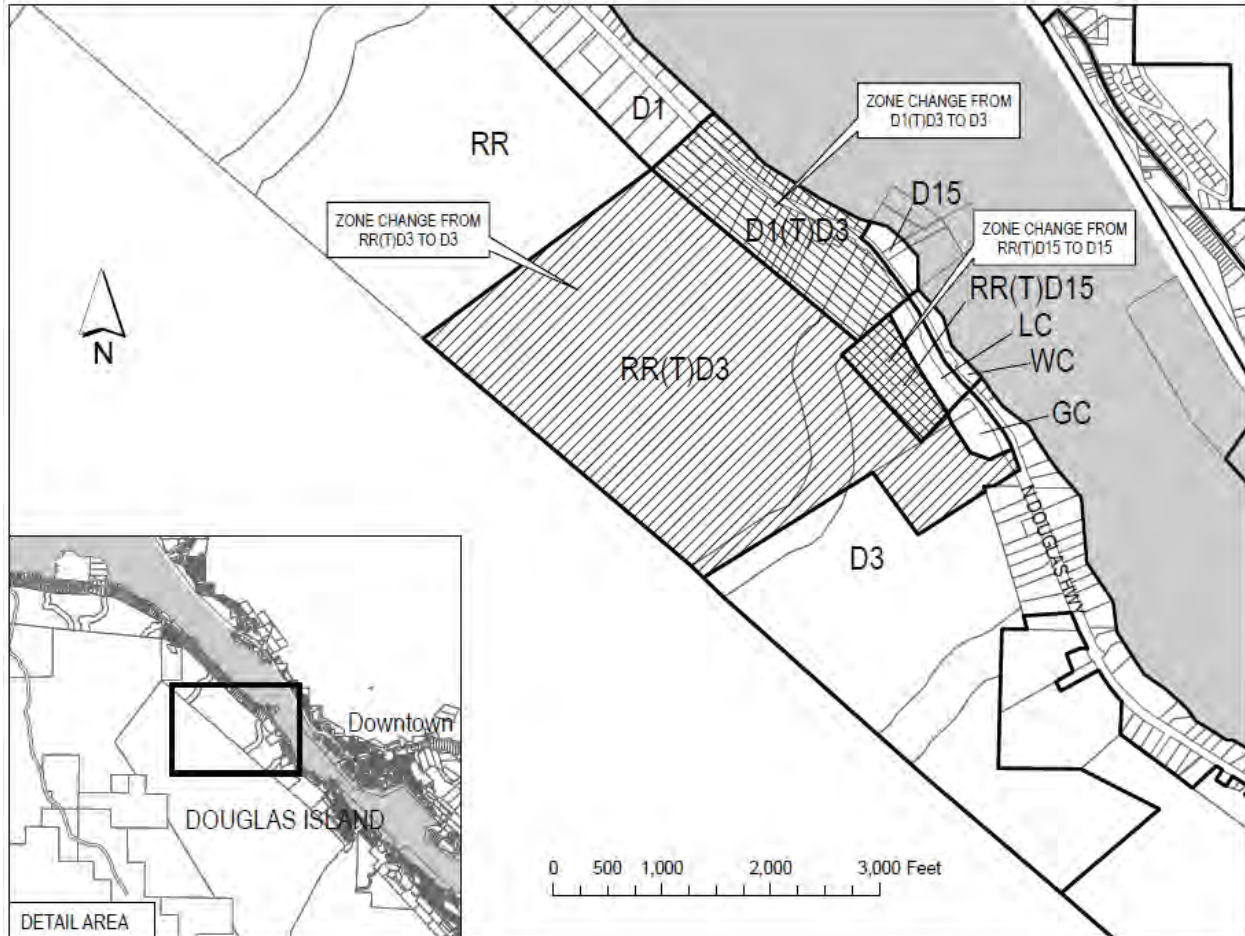 D1
ZONE CHANGE FROM
D1(T)D3 TO D3
RR
D15
ZONE CHANGE FROM
RR(T)D3 TO D3
D1(T)D3
ZONE CHANGE FROM
RR(T)D15 TO D15
RR(T)D15
LC
WC
GC
N
RR(T)D3
N DOUGLAS HWY
D3
Downtown
DOUGLAS ISLAND
DETAIL AREA
0 500 1,000 2,000 3,000 Feet